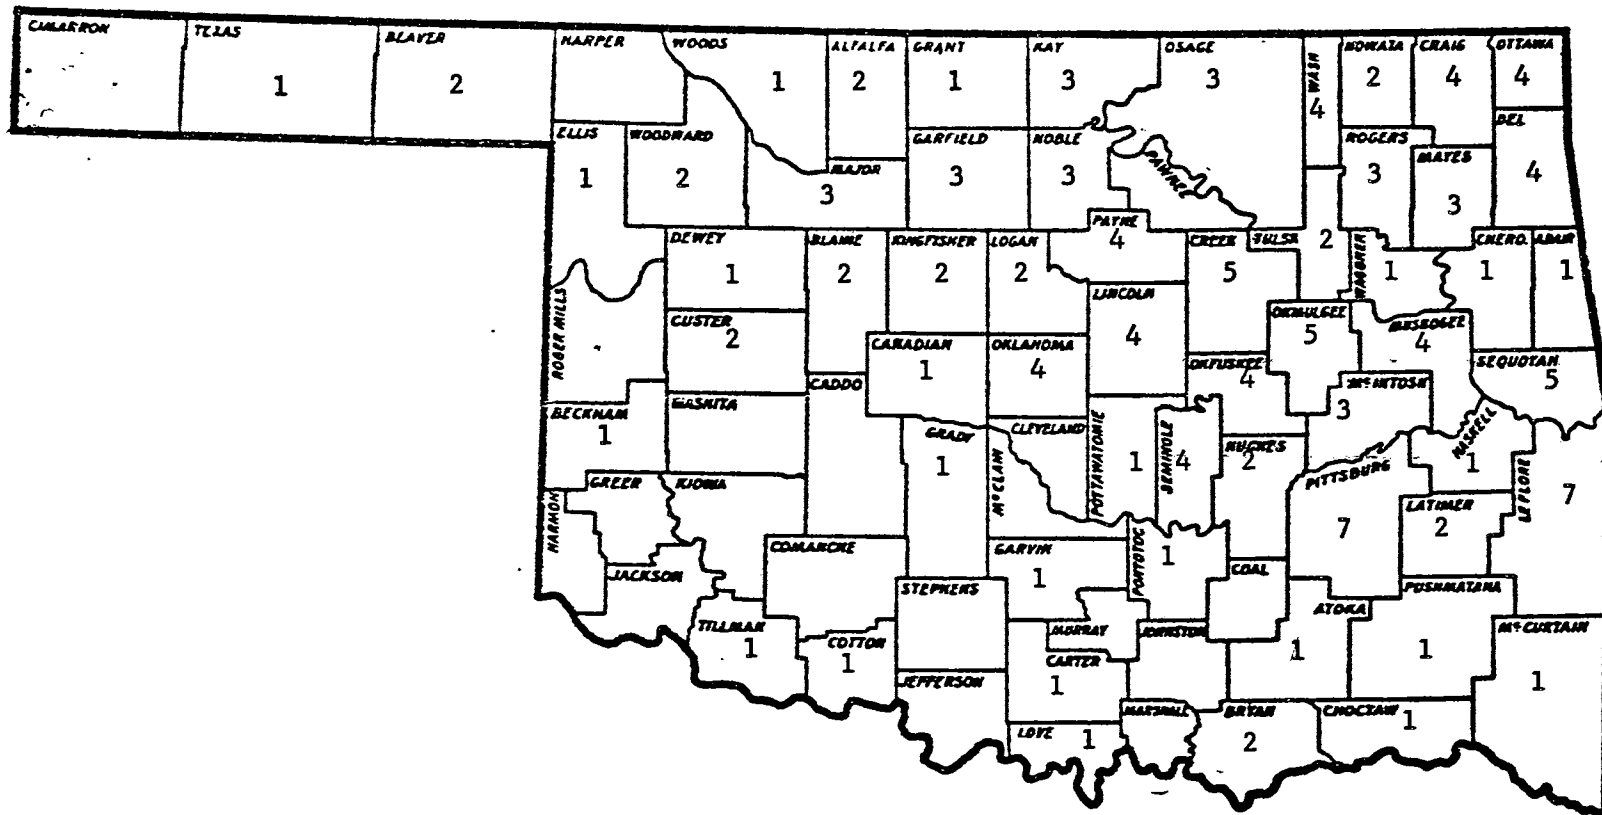 CIMARRON
TEXAS
1
BEAVER
2
HARPER
WOODS
1
ALFALFA
2
GRANT
1
KAY
3
OSAGE
3
WASH
4
NOWATA
2
CRAIG
4
OTTAWA
4
DEL
4
ELLIS
1
WOODWARD
2
MAJOR
3
GARFIELD
3
NOBLE
3
PAWNEE
ROGERS
3
MAYES
3
PAYNE
4
DEWEY
1
BLAINE
2
KINGFISHER
2
LOGAN
2
CREEK
5
TULSA
2
WAGONER
1
CHERO.
1
ADAIR
1
ROGER MILLS
CUSTER
2
LINCOLN
4
OKMULGEE
5
MUSKOGEE
4
CANADIAN
1
OKLAHOMA
4
OKFUSKEE
4
SEQUOYAH
5
CADDO
McINTOSH
3
BECKHAM
1
WASHITA
GRADY
1
CLEVELAND
McCLAIN
POTTAWATOMIE
1
SEMINOLE
4
HUGHES
2
PITTSBURG
7
HASKELL
1
LE FLORE
7
HARMON
GREER
KIOWA
LATIMER
2
COMANCHE
GARVIN
1
PONTOTOC
1
COAL
JACKSON
STEPHENS
ATOKA
1
PUSHMATAHA
1
TILLMAN
1
COTTON
1
MURRAY
JOHNSTON
McCURTAIN
1
CARTER
1
JEFFERSON
LOVE
1
MARSHALL
BRYAN
2
CHOCTAW
1